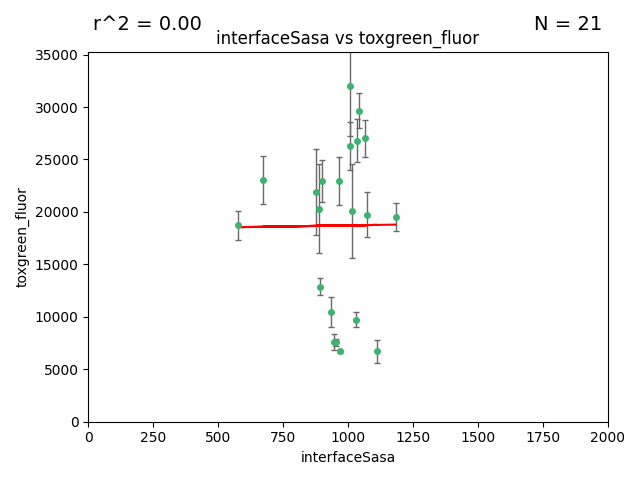 r^2 = 0.00
N = 21
interfaceSasa vs toxgreen_fluor
35000
30000
25000
20000
15000
10000
5000
0
toxgreen_fluor
0 250 500 750 1000 1250 1500 1750 2000
interfaceSasa